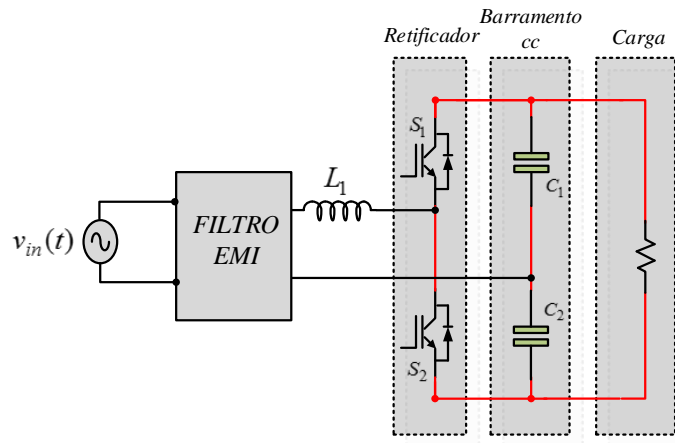 Retificador
Barramento
cc
Carga
S1
C1
L1
FILTRO
EMI
vin(t)
C2
S2